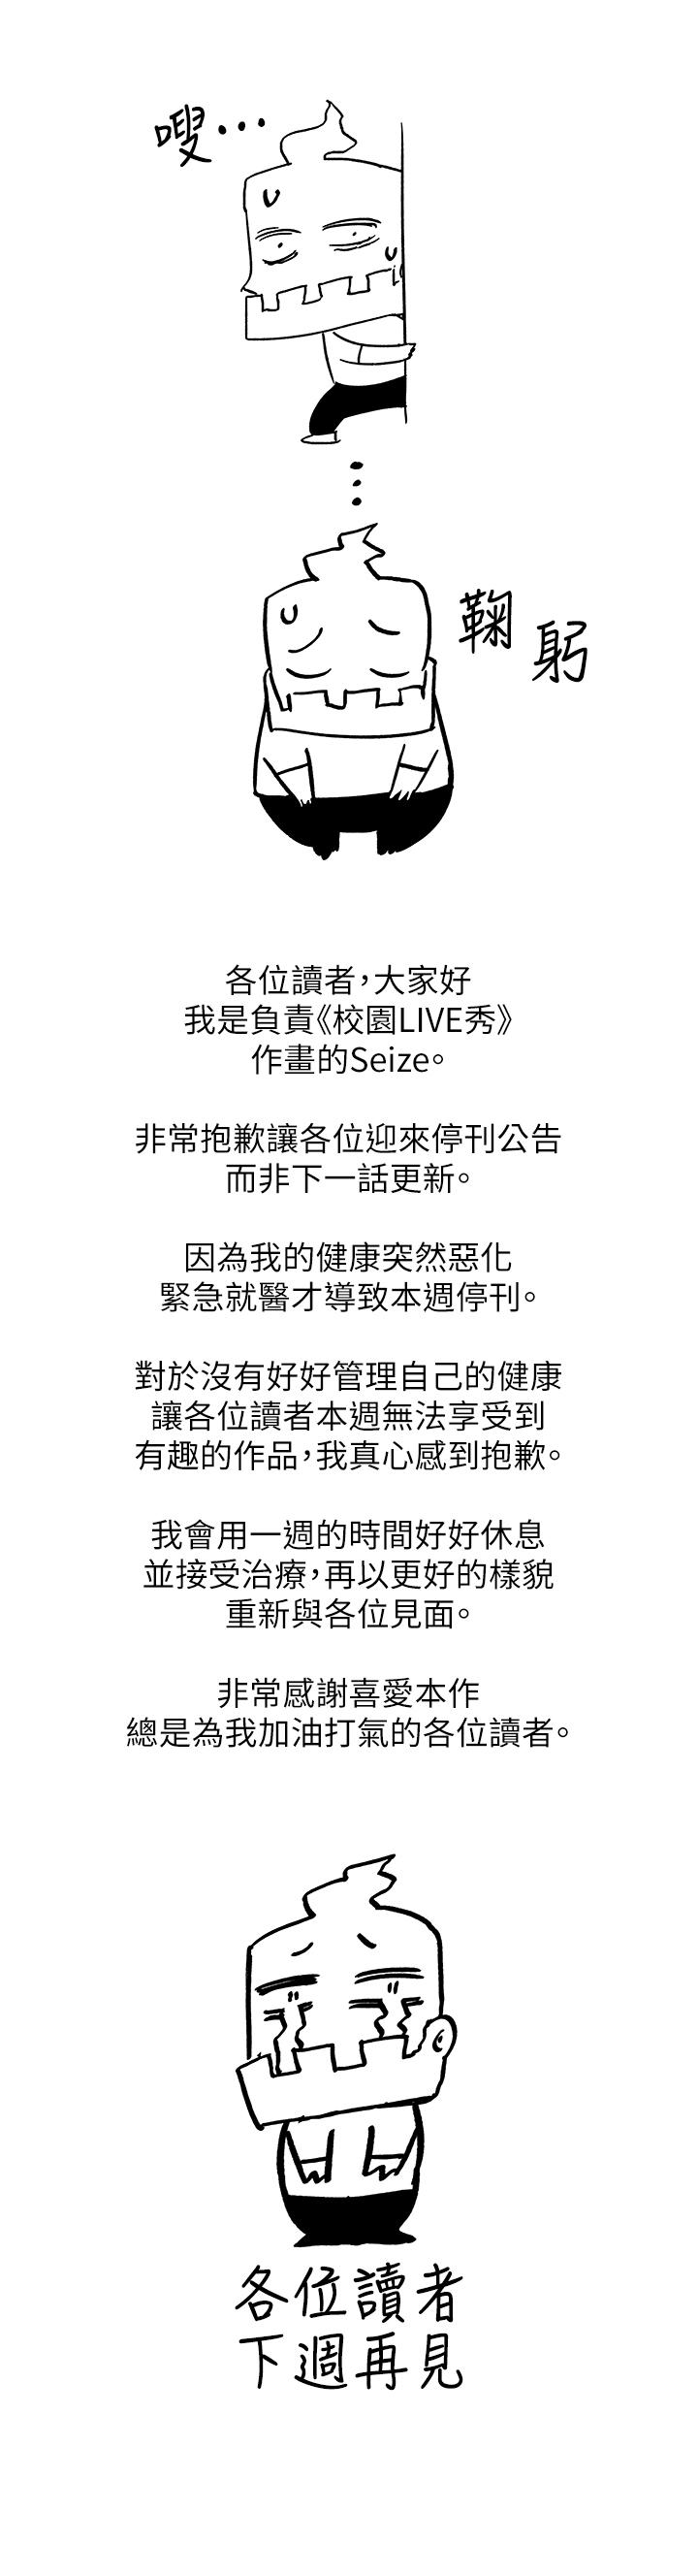 嗖…
鞠躬
各位讀者，大家好
我是負責《校園LIVE秀》
作畫的Seize。
非常抱歉讓各位迎來停刊公告
而非下一話更新。
因為我的健康突然惡化
緊急就醫才導致本週停刊。
對於沒有好好管理自己的健康
讓各位讀者本週無法享受到
有趣的作品，我真心感到抱歉。
我會用一週的時間好好休息
並接受治療，再以更好的樣貌
重新與各位見面。
非常感謝喜愛本作
總是為我加油打氣的各位讀者。
各位讀者
下週再見